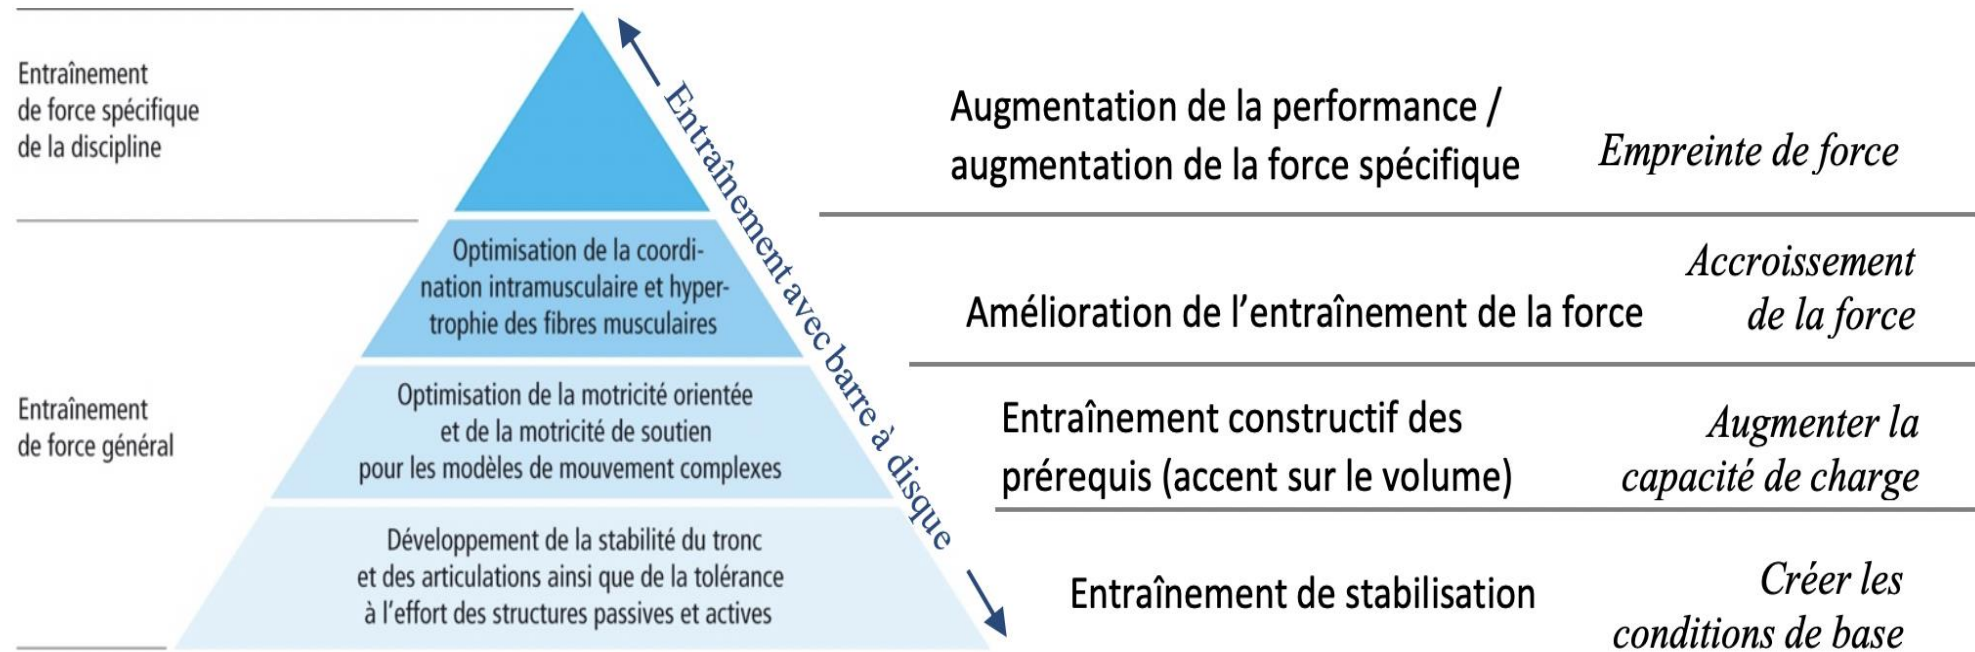 Entraînement
de force spécifique
de la discipline
Entraînement avec barre à disque
Augmentation de la performance /
augmentation de la force spécifique
Empreinte de force
Optimisation de la coordi-
nation intramusculaire et hyper-
trophie des fibres musculaires
Amélioration de l’entraînement de la force
Accroissement
de la force
Entraînement
de force général
Optimisation de la motricité orientée
et de la motricité de soutien
pour les modèles de mouvement complexes
Entraînement constructif des
prérequis (accent sur le volume)
Augmenter la
capacité de charge
Développement de la stabilité du tronc
et des articulations ainsi que de la tolérance
à l’effort des structures passives et actives
Entraînement de stabilisation
Créer les
conditions de base